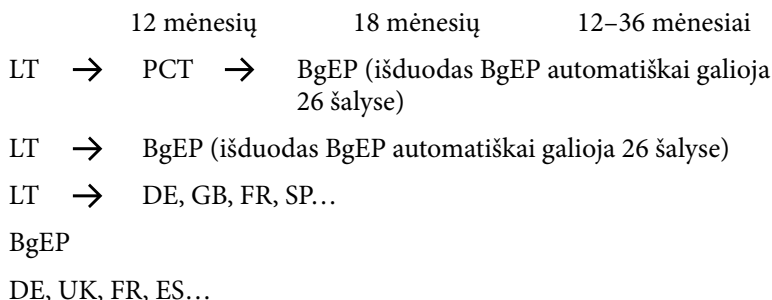 12 mėnesių 18 mėnesių 12–36 mėnesiai
LT → PCT → BgEP (išduodas BgEP automatiškai galioja
26 šalyse)
LT → BgEP (išduodas BgEP automatiškai galioja 26 šalyse)
LT → DE, GB, FR, SP…
BgEP
DE, UK, FR, ES…